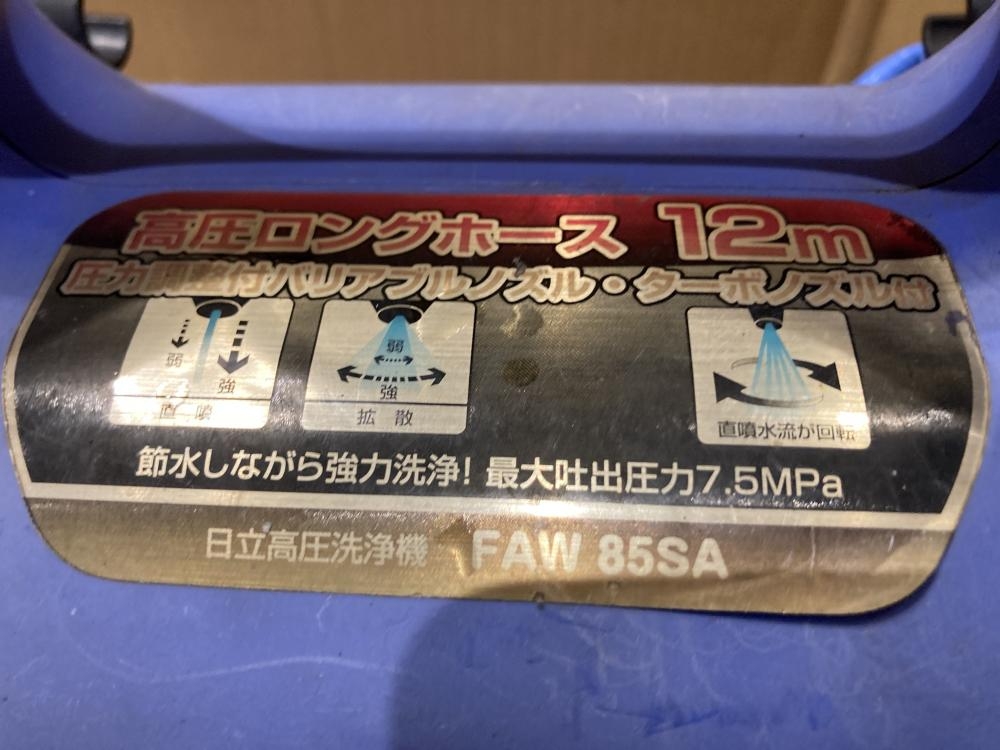 高圧ロングホース 12m
圧力調整付バリアブルノズル・ターボノズル付
弱
強
直 噴
弱
強
拡 散
直噴水流が回転
節水しながら強力洗浄! 最大吐出圧力7.5MPa
日立高圧洗浄機 FAW 85SA